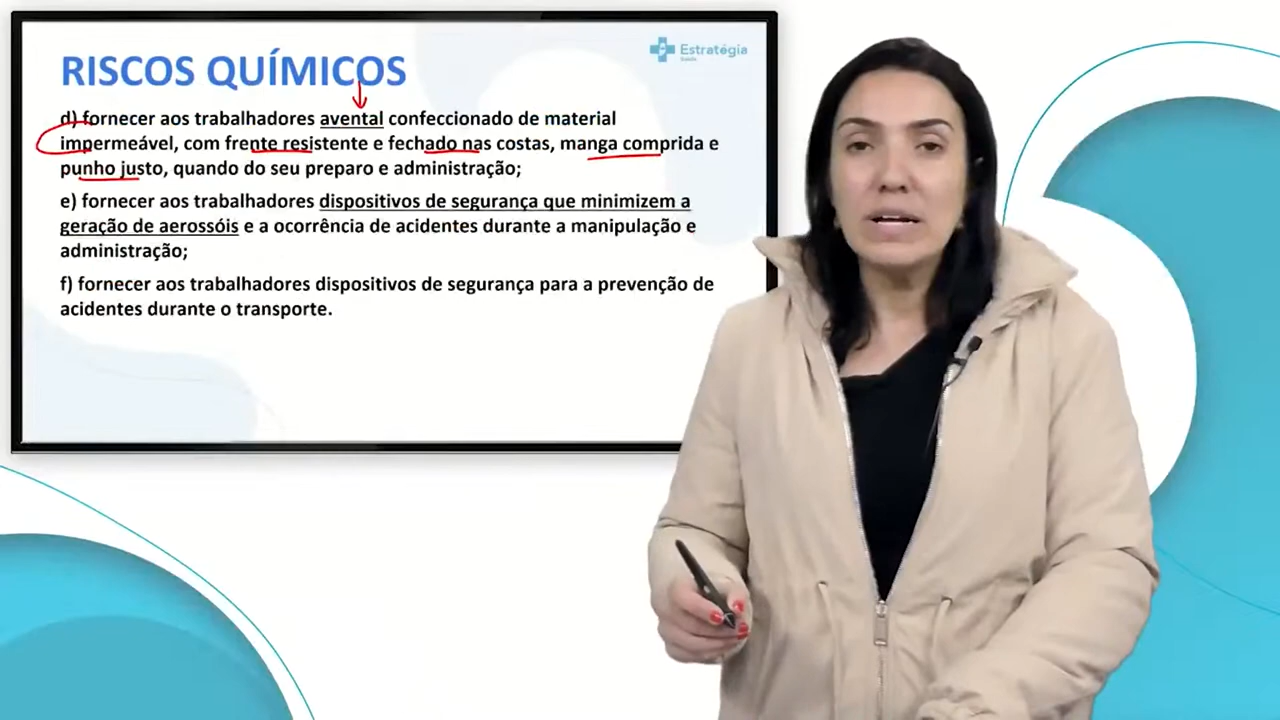 RISCOS QUÍMICOS
Estratégia
Saúde
d) fornecer aos trabalhadores avental confeccionado de material
impermeável, com frente resistente e fechado nas costas, manga comprida e
punho justo, quando do seu preparo e administração;
e) fornecer aos trabalhadores dispositivos de segurança que minimizem a
geração de aerossóis e a ocorrência de acidentes durante a manipulação e
administração;
f) fornecer aos trabalhadores dispositivos de segurança para a prevenção de
acidentes durante o transporte.